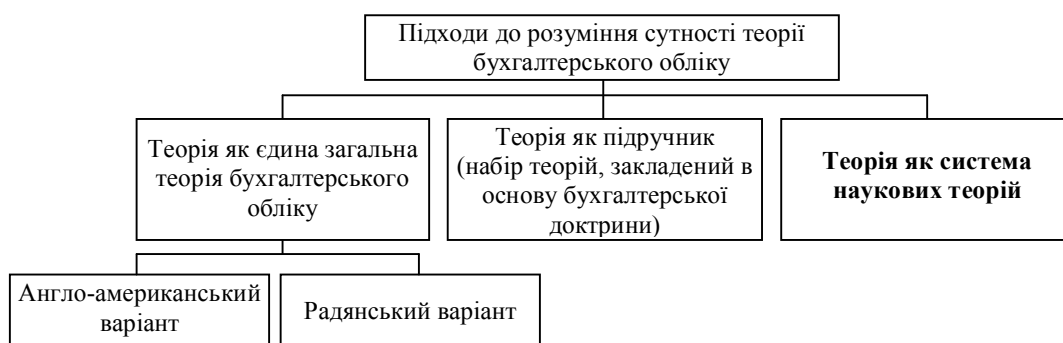 Підходи до розуміння сутності теорії
бухгалтерського обліку
Теорія як єдина загальна
теорія бухгалтерського
обліку
Теорія як підручник
(набір теорій, закладений в
основу бухгалтерської
доктрини)
Теорія як система
наукових теорій
Англо-американський
варіант
Радянський варіант